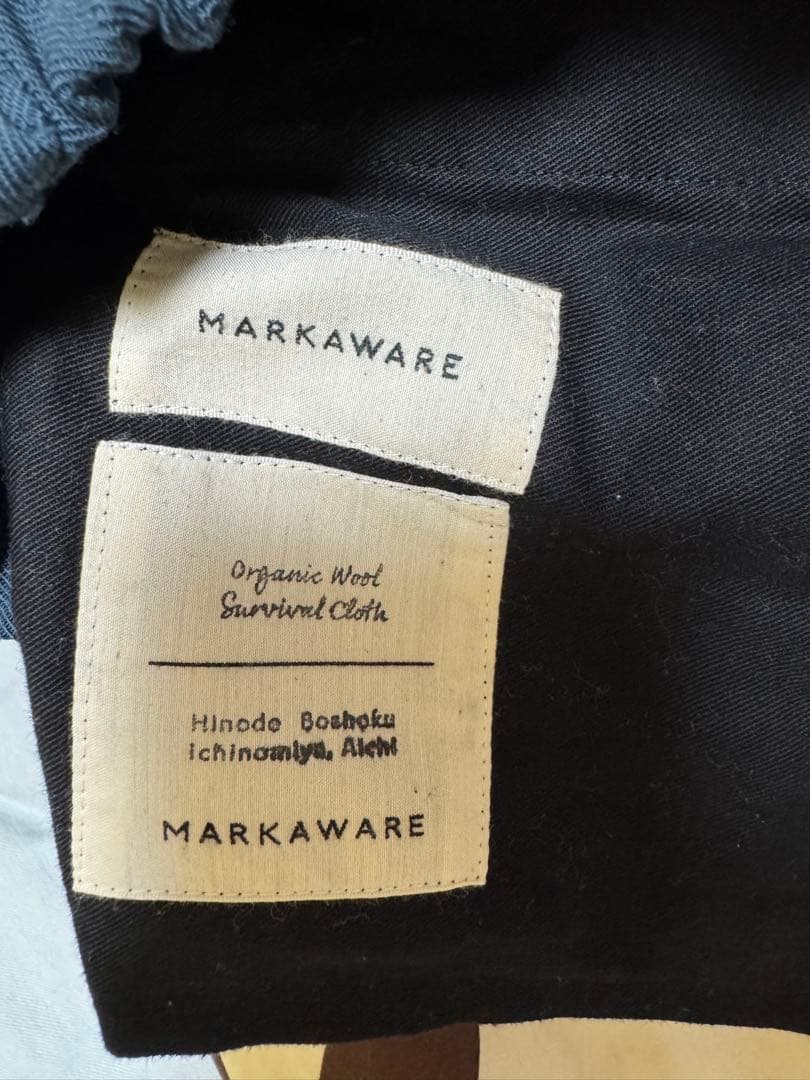 MARKAWARE
Organic Wool
Survival Cloth
Hinode Boshoku
Ichinomiya, Aichi
MARKAWARE